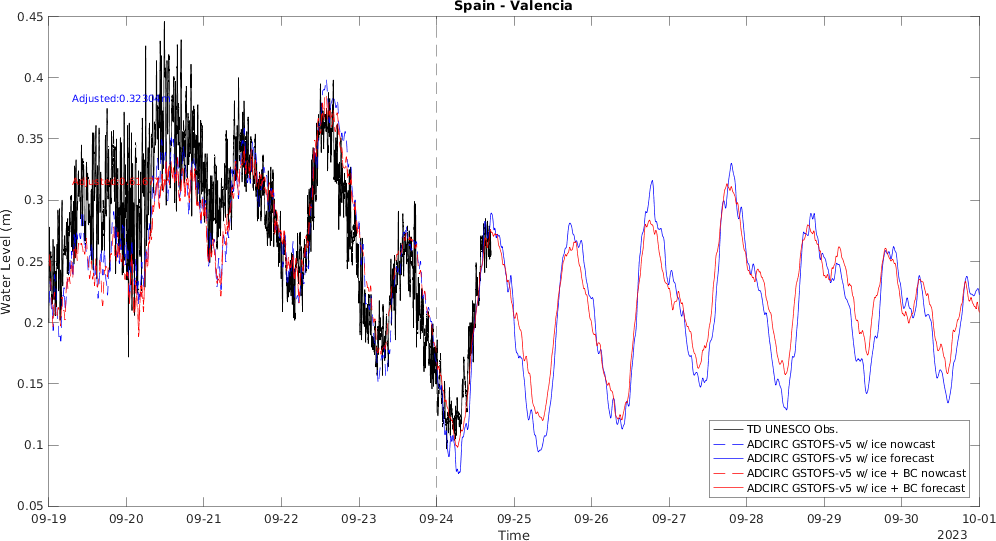 Spain - Valencia
0.45
0.4
0.35
0.3
0.25
0.2
0.15
0.1
0.05
Water Level (m)
Adjusted:0.32304m
TD UNESCO Obs.
ADCIRC GSTOFS-v5 w/ ice nowcast
ADCIRC GSTOFS-v5 w/ ice forecast
ADCIRC GSTOFS-v5 w/ ice + BC nowcast
ADCIRC GSTOFS-v5 w/ ice + BC forecast
09-19 09-20 09-21 09-22 09-23 09-24 09-25 09-26 09-27 09-28 09-29 09-30 10-01
Time
2023